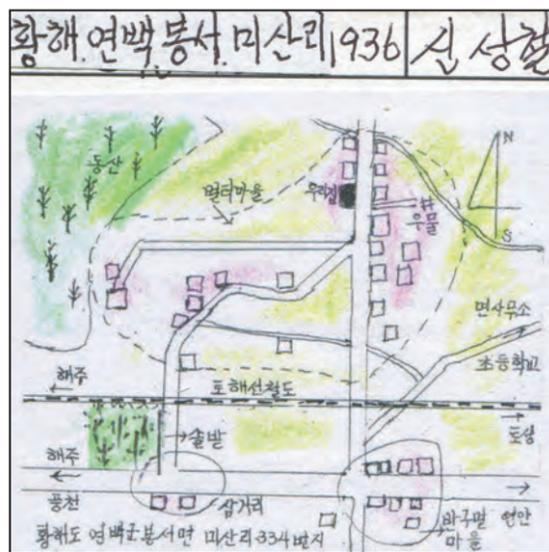 황해.연백.봉서.미산리 1936 신상철
동산
벌터마을
우리집
우물
N
S
면사무소
초등학교
해주
토해선철도
토성
솔밭
해주
풍천
삼거리
반구말
마을
연안
황해도 연백군 봉서면 미산리 334번지